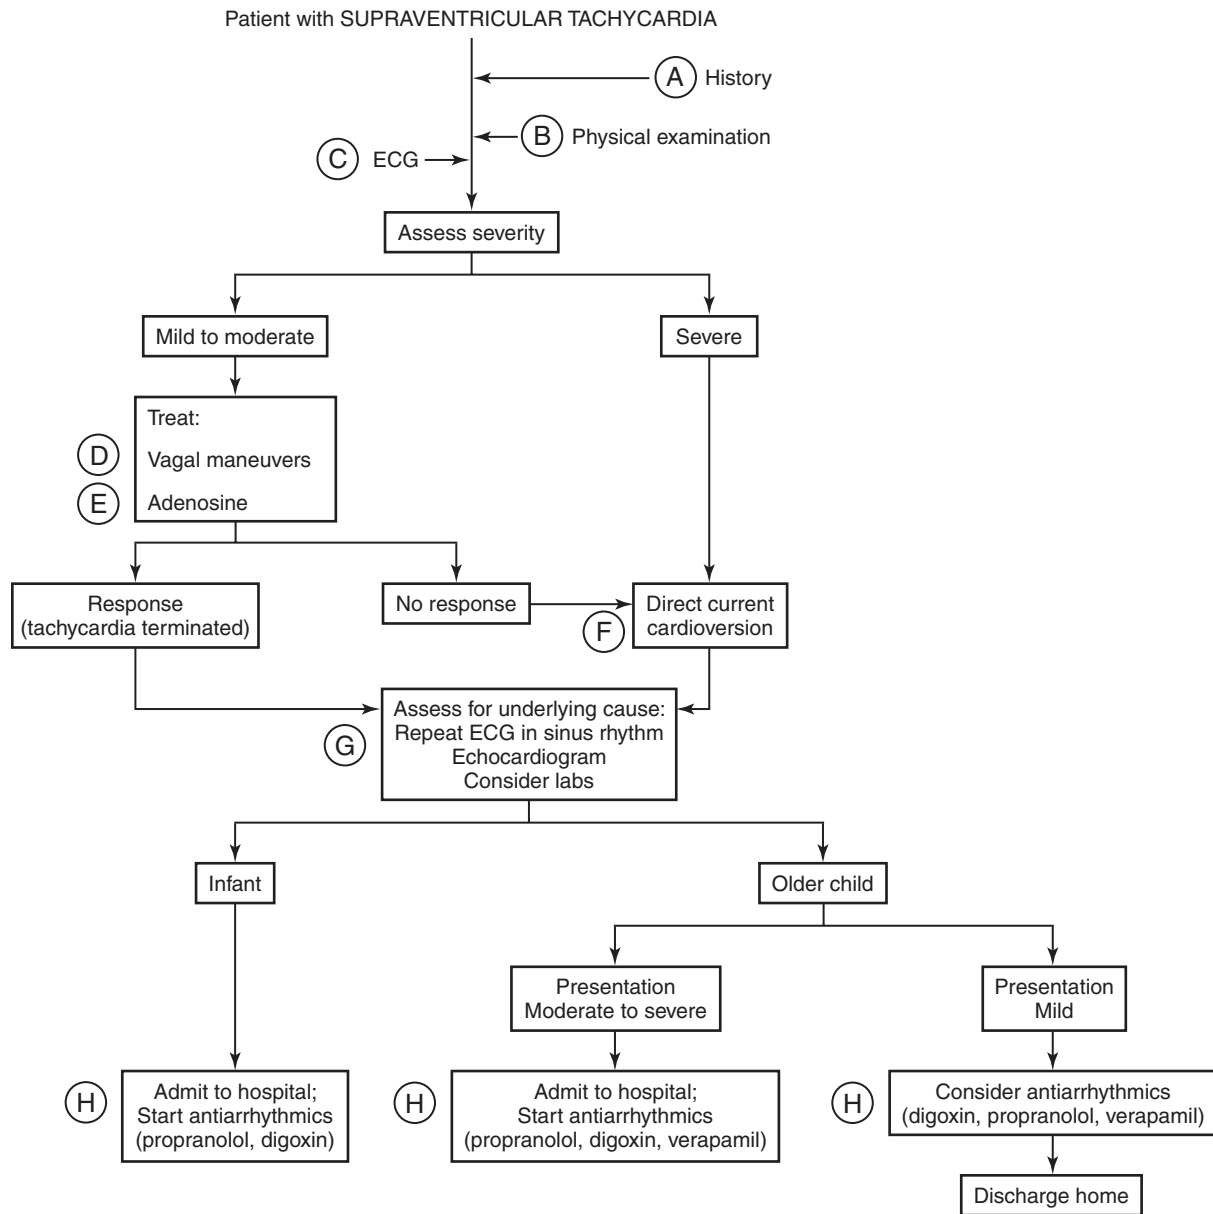 Patient with SUPRAVENTRICULAR TACHYCARDIA
A History
B Physical examination
C ECG
Assess severity
Mild to moderate
Severe
Treat:
D Vagal maneuvers
E Adenosine
Response
(tachycardia terminated)
No response
F
Direct current
cardioversion
G
Assess for underlying cause:
Repeat ECG in sinus rhythm
Echocardiogram
Consider labs
Infant
Older child
Presentation
Moderate to severe
Presentation
Mild
H
Admit to hospital;
Start antiarrhythmics
(propranolol, digoxin)
H
Admit to hospital;
Start antiarrhythmics
(propranolol, digoxin, verapamil)
H
Consider antiarrhythmics
(digoxin, propranolol, verapamil)
Discharge home